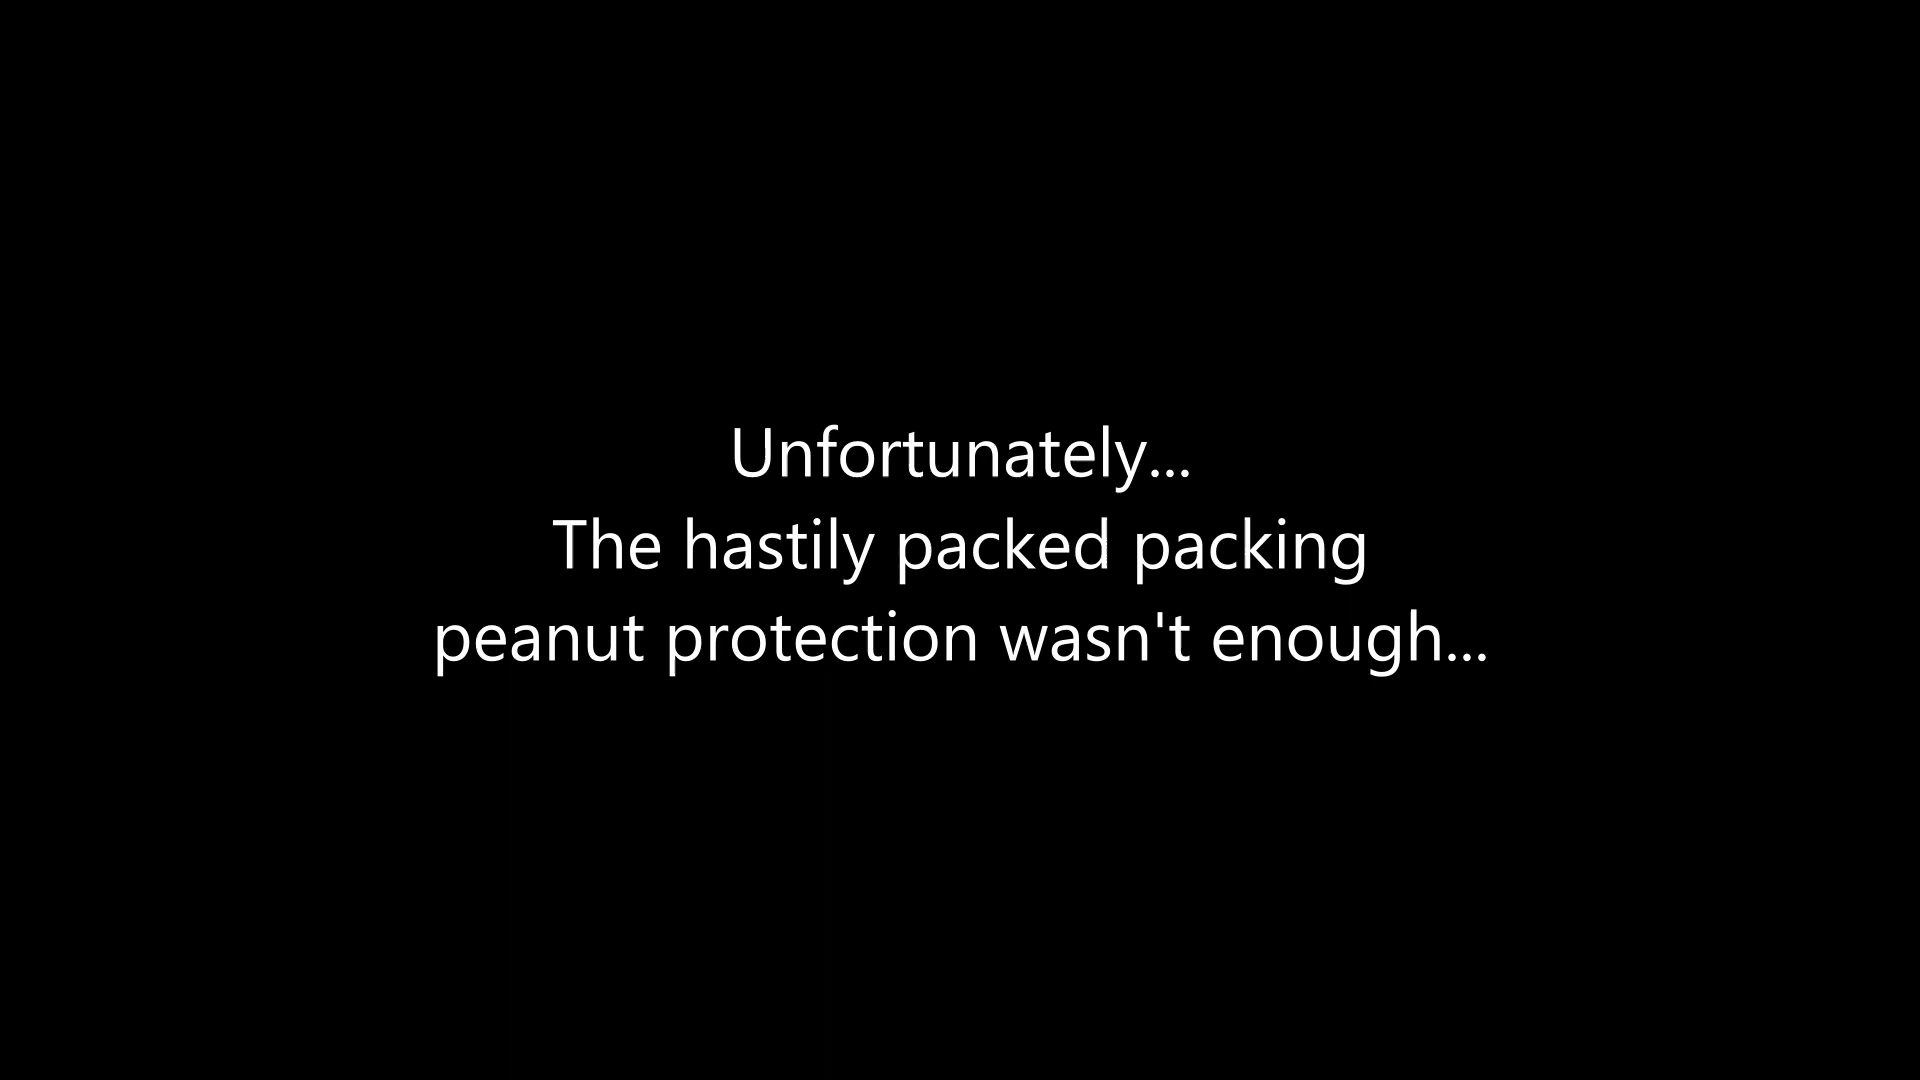 Unfortunately...
The hastily packed packing
peanut protection wasn't enough...